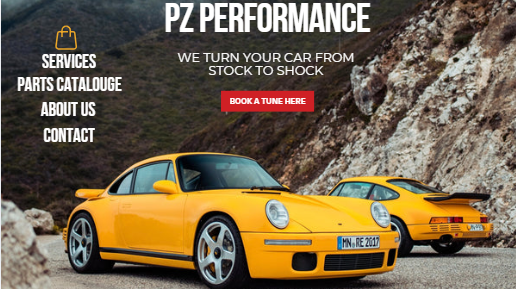 PZ PERFORMANCE
WE TURN YOUR CAR FROM
STOCK TO SHOCK
BOOK A TUNE HERE
SERVICES
PARTS CATALOUGE
ABOUT US
CONTACT
MN RE 2017